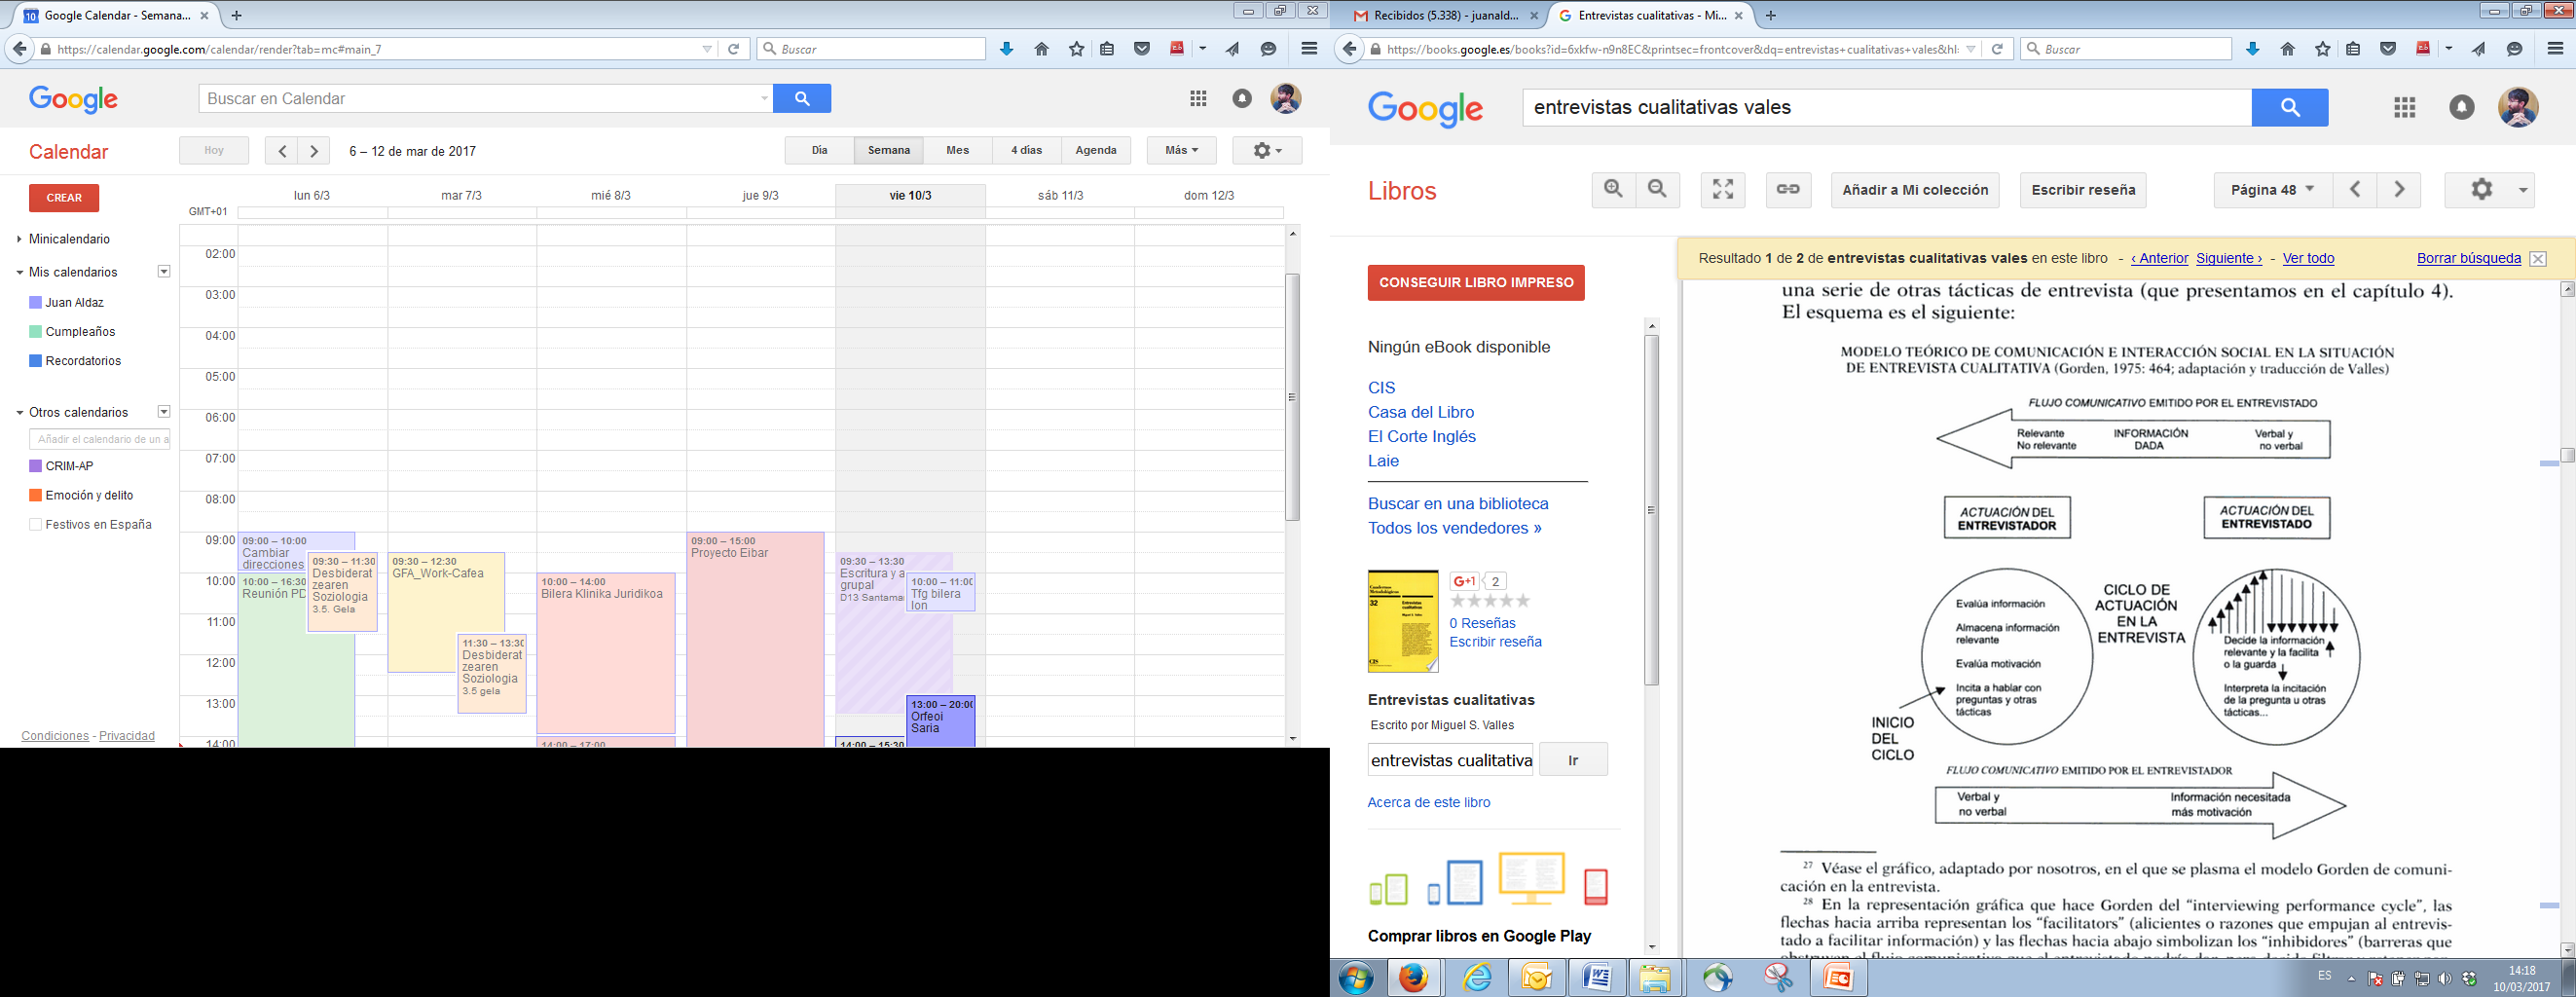 Google Calendar - Semana...
https://calendar.google.com/calendar/render?tab=mc#main_7
Buscar
Google
Buscar en Calendar
Calendar
Hoy
6 – 12 de mar de 2017
Día
Semana
Mes
4 días
Agenda
Más
CREAR
Minicalendario
Mis calendarios
Juan Aldaz
Cumpleaños
Recordatorios
Otros calendarios
Añadir el calendario de un a
CRIM-AP
Emoción y delito
Festivos en España
Condiciones - Privacidad
GMT+01
lun 6/3
mar 7/3
mié 8/3
jue 9/3
vie 10/3
sáb 11/3
dom 12/3
02:00
03:00
04:00
05:00
06:00
07:00
08:00
09:00
10:00
11:00
12:00
13:00
14:00
09:00 – 10:00
Cambiar
direcciones
10:00 – 16:30
Reunión PD
09:30 – 11:30
Desbiderat
zearen
Soziologia
3.5. Gela
09:30 – 12:30
GFA_Work-Cafea
11:30 – 13:30
Desbiderat
zearen
Soziologia
3.5 gela
10:00 – 14:00
Bilera Klinika Juridikoa
14:00 – 17:00
09:00 – 15:00
Proyecto Eibar
09:30 – 13:30
Escritura y a
grupal
D13 Santama
10:00 – 11:00
Tfg bilera
Ion
13:00 – 20:00
Orfeoi
Saria
14:00 – 15:30
Recibidos (5.338) - juanald...
Entrevistas cualitativas - Mi...
https://books.google.es/books?id=6xkfw-n9n8EC&printsec=frontcover&dq=entrevistas+cualitativas+vales&hl
Buscar
Google
entrevistas cualitativas vales
Libros
Añadir a Mi colección
Escribir reseña
Página 48
CONSEGUIR LIBRO IMPRESO
Ningún eBook disponible
CIS
Casa del Libro
El Corte Inglés
Laie
Buscar en una biblioteca
Todos los vendedores »
Entrevistas
cualitativas
32
CIS
G+1 2
0 Reseñas
Escribir reseña
Entrevistas cualitativas
Escrito por Miguel S. Valles
entrevistas cualitativa
Ir
Acerca de este libro
Comprar libros en Google Play
Resultado 1 de 2 de entrevistas cualitativas vales en este libro - ‹ Anterior Siguiente › - Ver todo
Borrar búsqueda
una serie de otras tácticas de entrevista (que presentamos en el capítulo 4).
El esquema es el siguiente:
MODELO TEÓRICO DE COMUNICACIÓN E INTERACCIÓN SOCIAL EN LA SITUACIÓN
DE ENTREVISTA CUALITATIVA (Gorden, 1975: 464; adaptación y traducción de Valles)
FLUJO COMUNICATIVO EMITIDO POR EL ENTREVISTADO
Relevante
No relevante
INFORMACIÓN
DADA
Verbal y
no verbal
ACTUACIÓN DEL
ENTREVISTADOR
ACTUACIÓN DEL
ENTREVISTADO
Evalúa información
Almacena información
relevante
Evalúa motivación
Incita a hablar con
preguntas y otras
tácticas
CICLO DE
ACTUACIÓN
EN LA
ENTREVISTA
Decide la información
relevante y la facilita
o la guarda
Interpreta la incitación
de la pregunta u otras
tácticas...
INICIO
DEL
CICLO
FLUJO COMUNICATIVO EMITIDO POR EL ENTREVISTADOR
Verbal y
no verbal
Información necesitada
más motivación
27 Véase el gráfico, adaptado por nosotros, en el que se plasma el modelo Gorden de comuni-
cación en la entrevista.
28 En la representación gráfica que hace Gorden del “interviewing performance cycle”, las
flechas hacia arriba representan los “facilitators” (alicientes o razones que empujan al entrevis-
tado a facilitar información) y las flechas hacia abajo simbolizan los “inhibidores” (barreras que
ES
14:18
10/03/2017